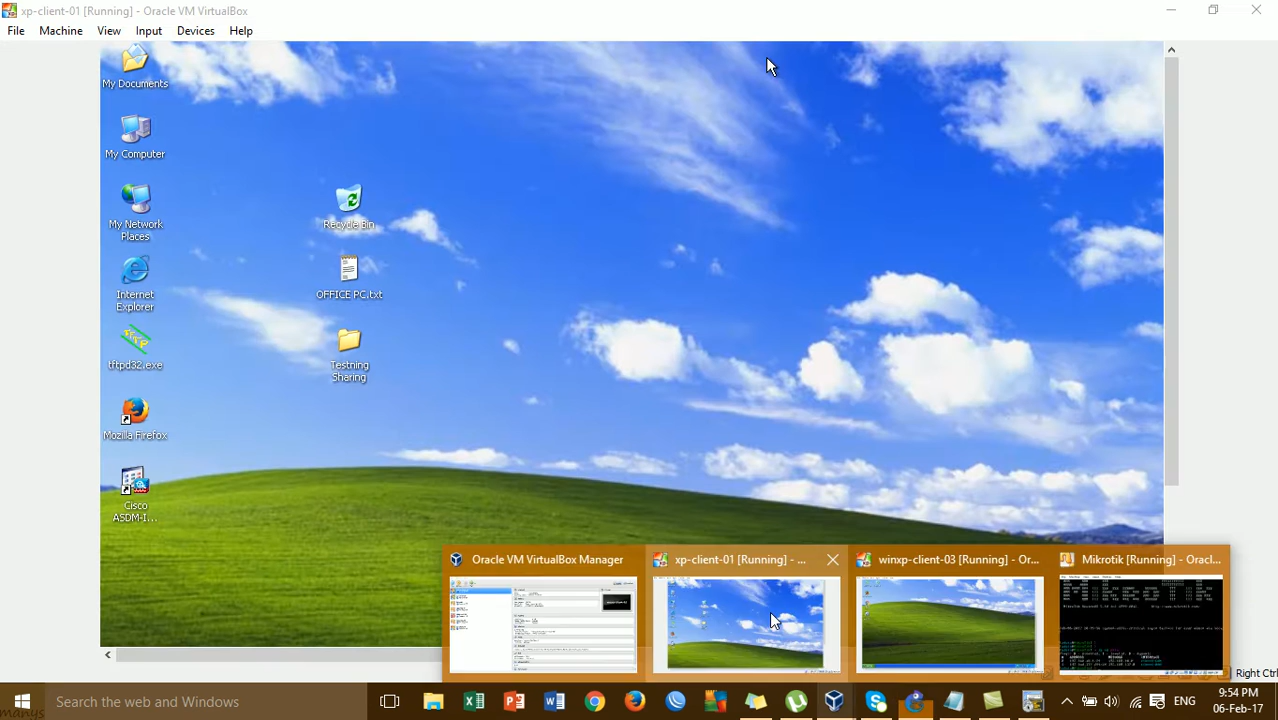 xp-client-01 [Running] - Oracle VM VirtualBox
File Machine View Input Devices Help
My Documents
My Computer
My Network
Places
Recycle Bin
Internet
Explorer
OFFICE PC.txt
tftpd32.exe
Testning
Sharing
Mozilla Firefox
Cisco
ASDM-I...
Oracle VM VirtualBox Manager
xp-client-01 [Running] - ...
winxp-client-03 [Running] - Or...
Mikrotik [Running] - Oracl...
Right Ctrl
Search the web and Windows
ENG
9:54 PM
06-Feb-17